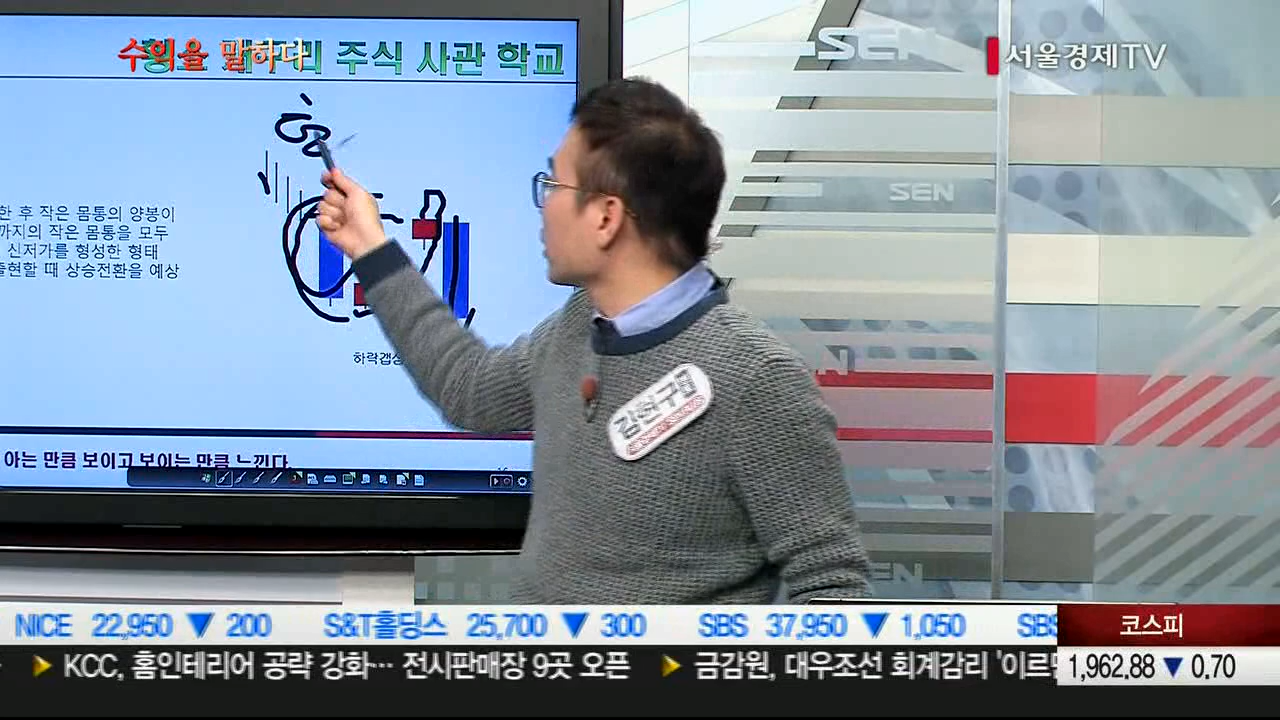 수익을 말하다
주식 사관 학교
SEN
서울경제TV
SEN
한 후 작은 몸통의 양봉이
까지의 작은 몸통을 모두
신저가를 형성한 형태
출현할 때 상승전환을 예상
하락갭
김현구
아는 만큼 보이고 보이는 만큼 느낀다.
NICE 22,950 ▼ 200 S&T홀딩스 25,700 ▼ 300 SBS 37,950 ▼ 1,050 SBS
코스피
KCC, 홈인테리어 공략 강화… 전시판매장 9곳 오픈 금감원, 대우조선 회계감리 '이르면
1,962.88 ▼ 0.70